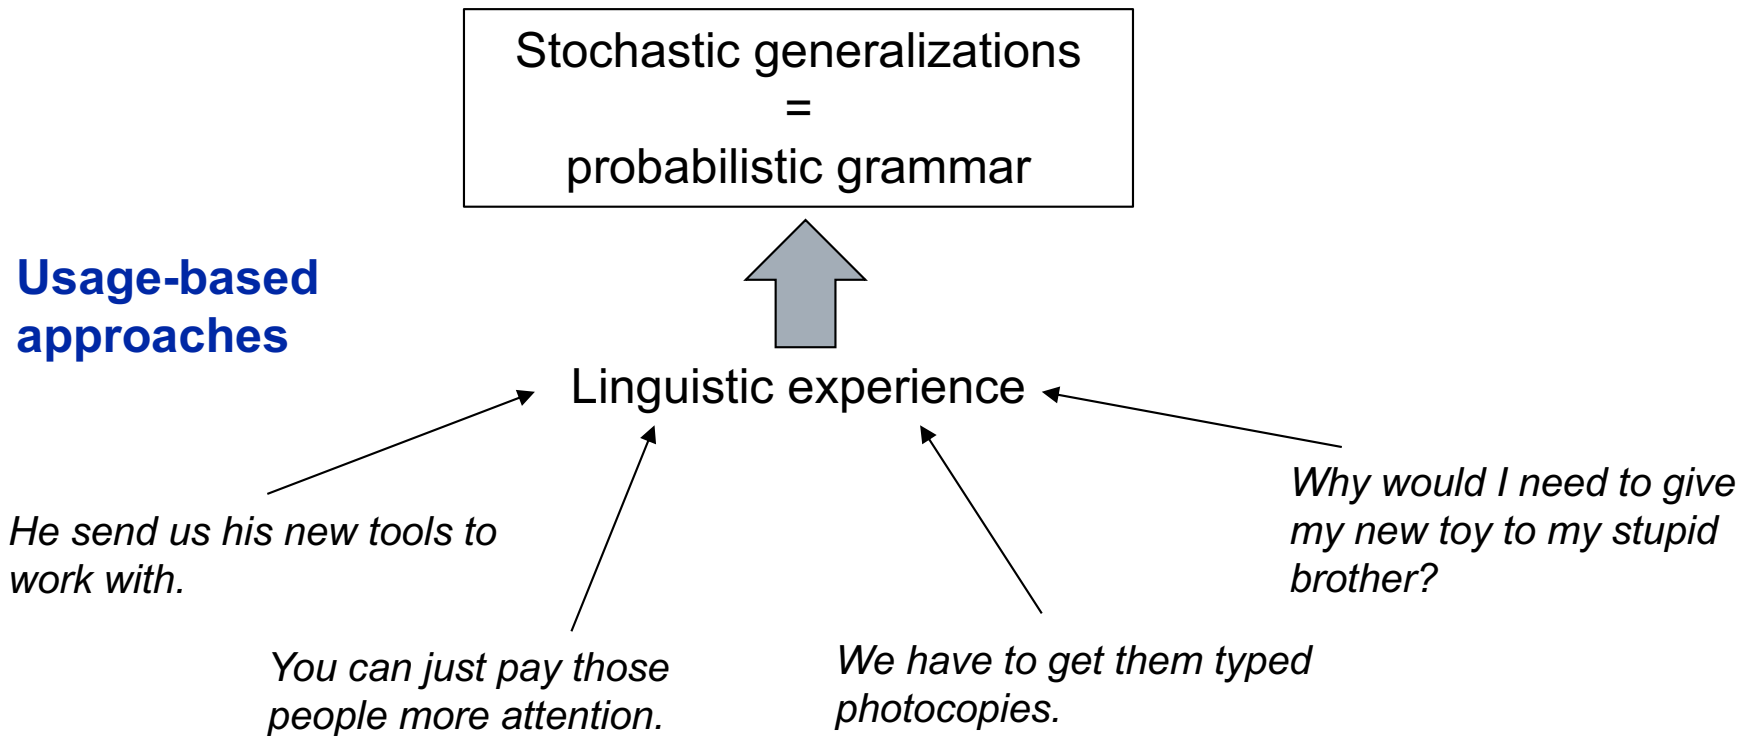 Stochastic generalizations
=
probabilistic grammar
Usage-based
approaches
Linguistic experience
He send us his new tools to
work with.
You can just pay those
people more attention.
We have to get them typed
photocopies.
Why would I need to give
my new toy to my stupid
brother?